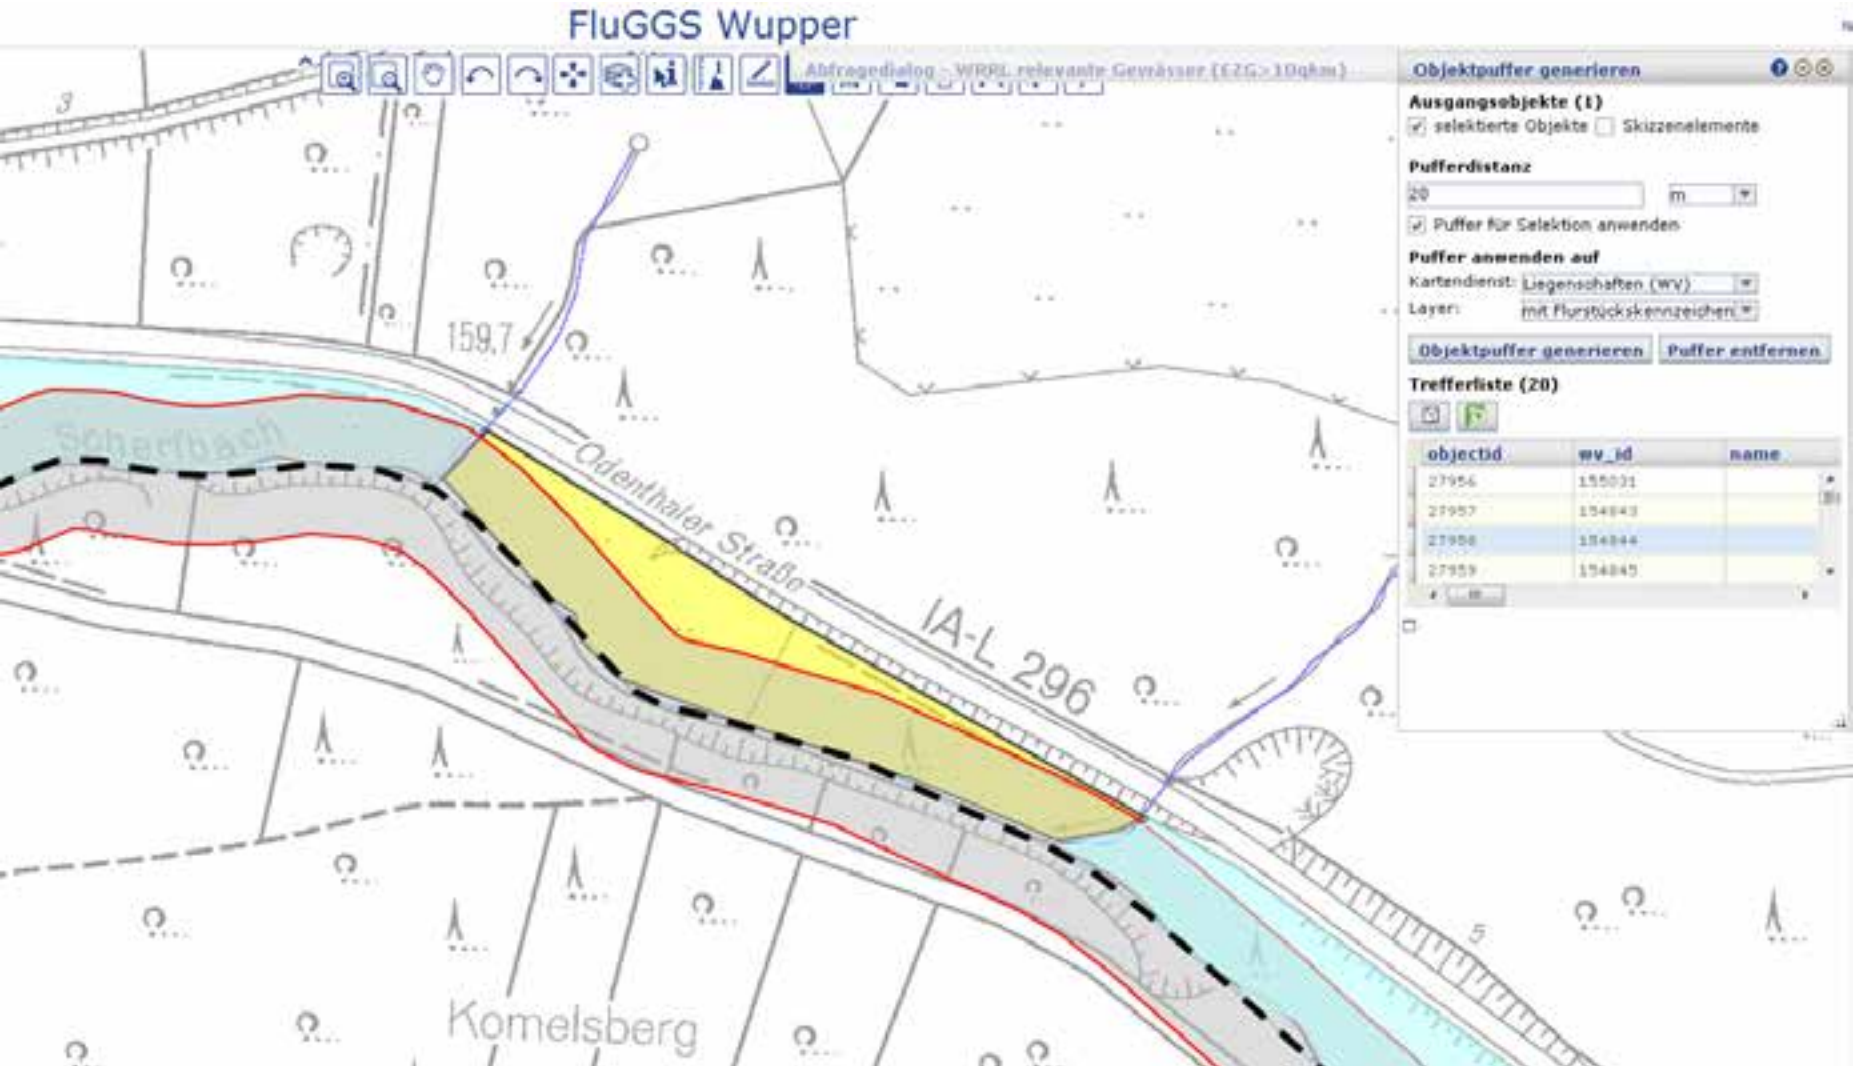 FluGGS Wupper
Abfragedialog - WRRL relevante Gewässer (EZG>10qkm)
Objektpuffer generieren
Ausgangsobjekte (1)
selektierte Objekte Skizzenelemente
Pufferdistanz
20 m
Puffer für Selektion anwenden
Puffer anwenden auf
Kartendienst: Liegenschaften (WV)
Layer: mit Flurstückskennzeichen
Objektpuffer generieren Puffer entfernen
Trefferliste (20)
objectid wv_id name
27956 155031
27957 154843
27958 154844
27959 154845
3
159,7
Scherfbach
Odenthaler Straße
IA-L 296
5
Komelsberg